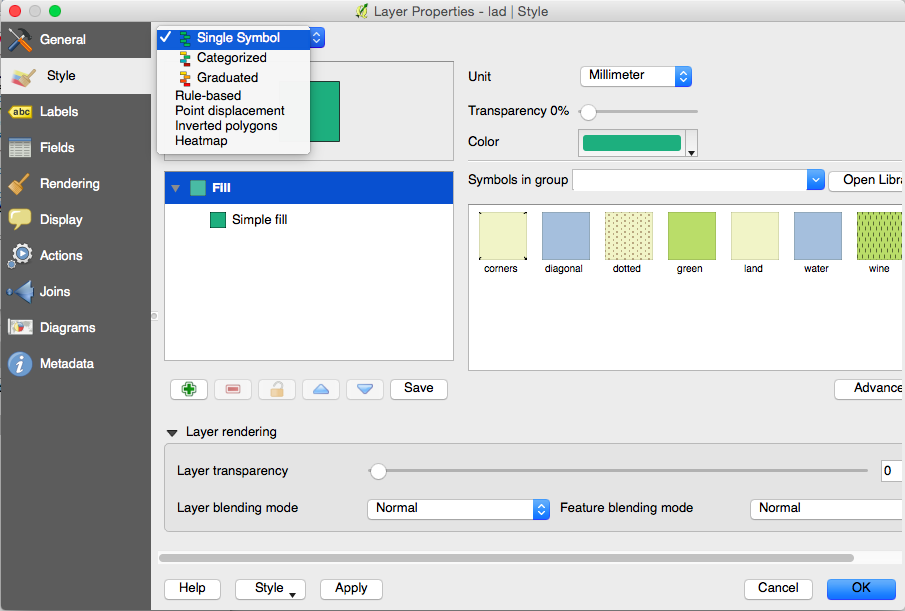 Layer Properties - lad | Style
General
Style
Labels
Fields
Rendering
Display
Actions
Joins
Diagrams
Metadata
abc
Single Symbol
Categorized
Graduated
Rule-based
Point displacement
Inverted polygons
Heatmap
Unit
Millimeter
Transparency 0%
Color
Fill
Simple fill
Symbols in group
Open Libra
corners
diagonal
dotted
green
land
water
wine
Save
Advance
Layer rendering
Layer transparency
0
Layer blending mode
Normal
Feature blending mode
Normal
Help
Style
Apply
Cancel
OK